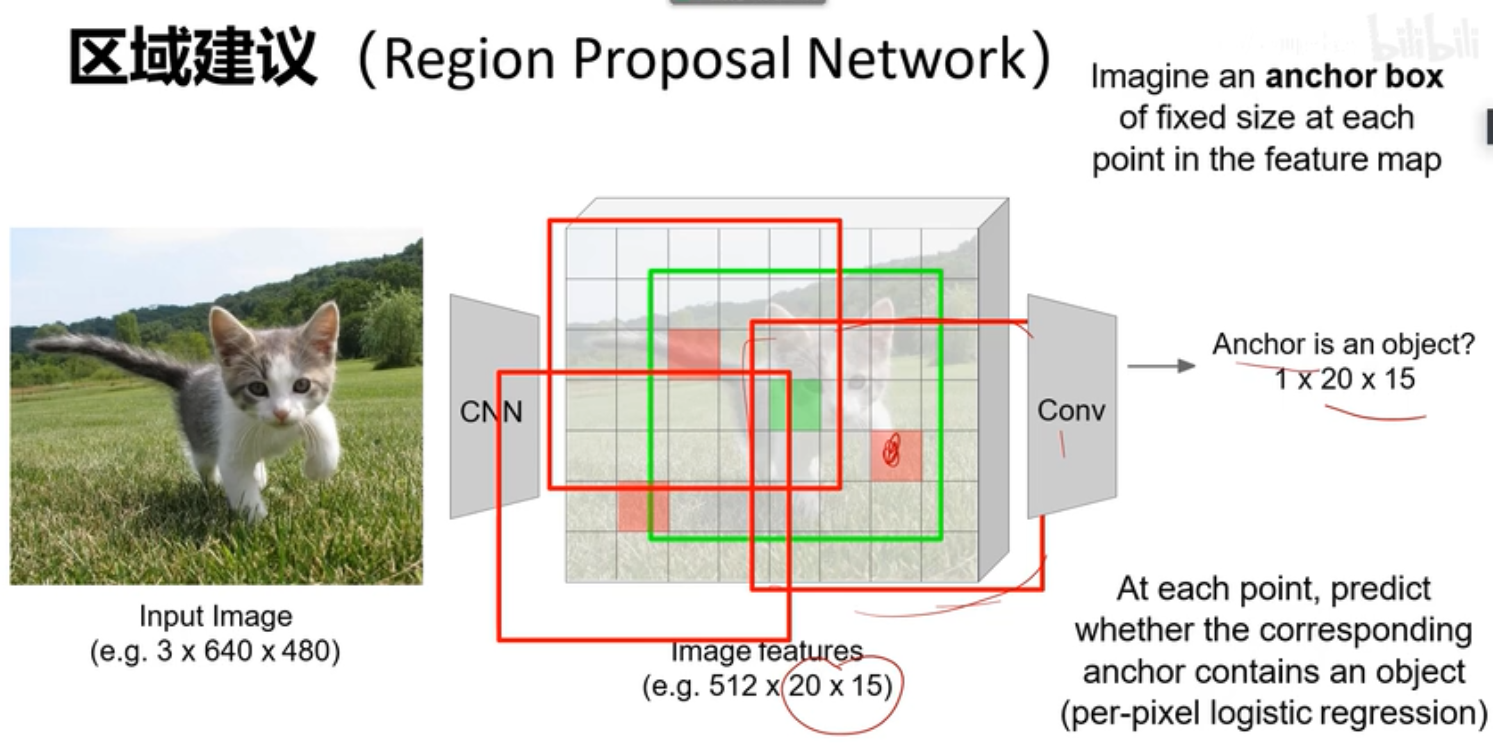 区域建议（Region Proposal Network）
bilibili
Imagine an anchor box
of fixed size at each
point in the feature map
CNN
Conv
Anchor is an object?
1 x 20 x 15
Input Image
(e.g. 3 x 640 x 480)
Image features
(e.g. 512 x 20 x 15)
At each point, predict
whether the corresponding
anchor contains an object
(per-pixel logistic regression)